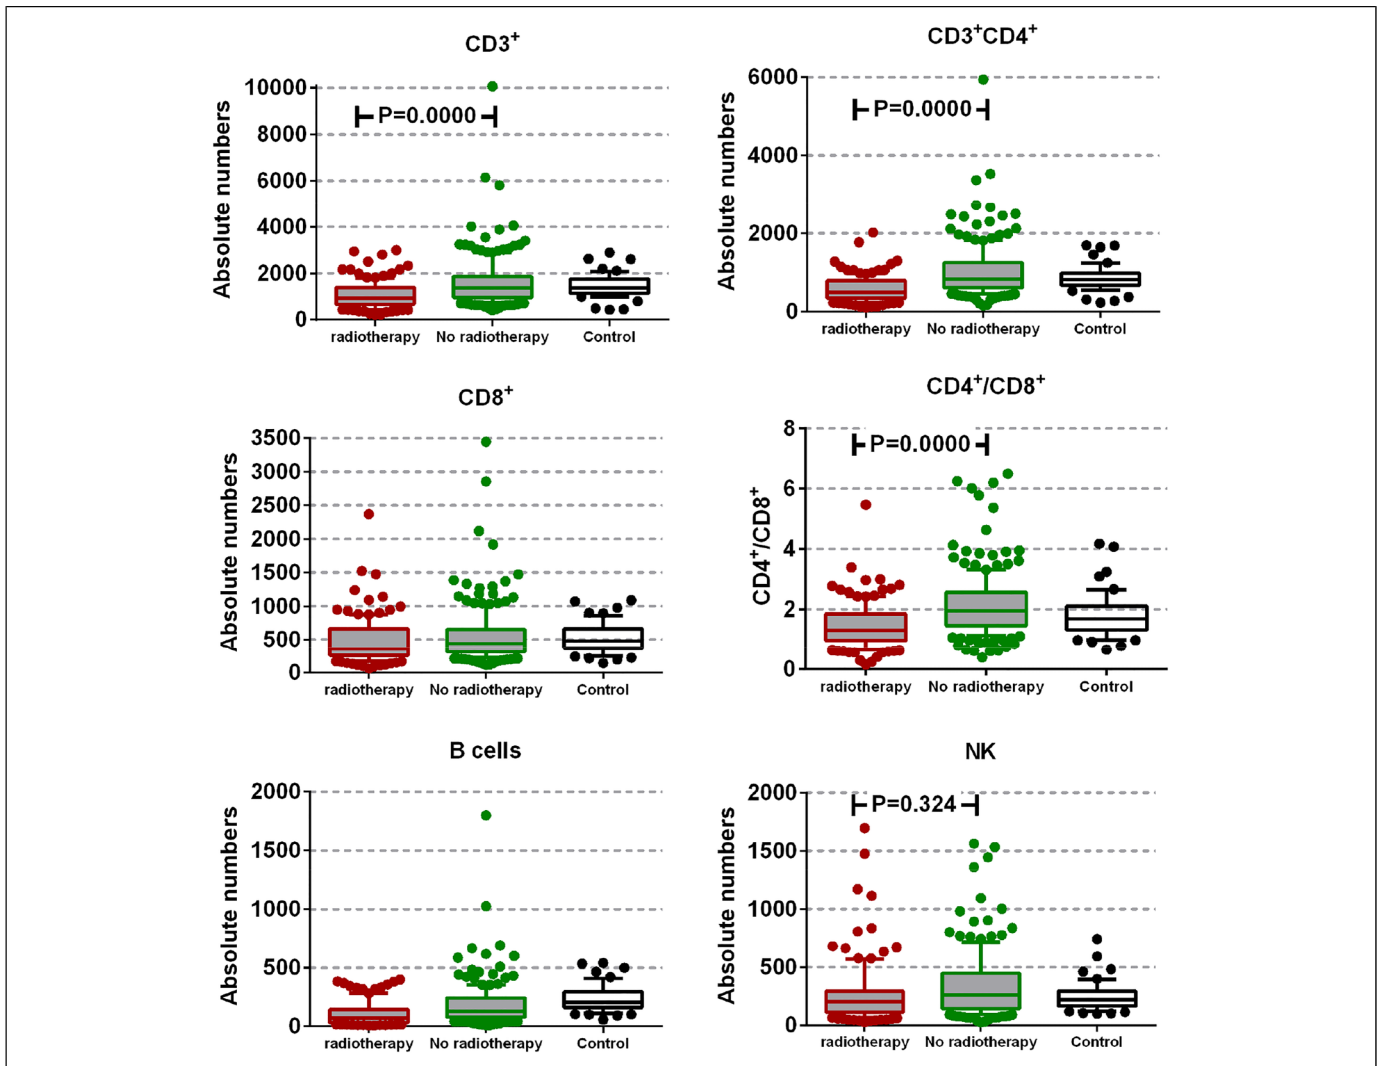 CD3+
Absolute numbers
10000
8000
6000
4000
2000
0
P=0.0000
radiotherapy No radiotherapy Control
CD3+CD4+
Absolute numbers
6000
4000
2000
0
P=0.0000
radiotherapy No radiotherapy Control
CD8+
Absolute numbers
3500
3000
2500
2000
1500
1000
500
0
radiotherapy No radiotherapy Control
CD4+/CD8+
CD4+/CD8+
8
6
4
2
0
P=0.0000
radiotherapy No radiotherapy Control
B cells
Absolute numbers
2000
1500
1000
500
0
radiotherapy No radiotherapy Control
NK
Absolute numbers
2000
1500
1000
500
0
P=0.324
radiotherapy No radiotherapy Control